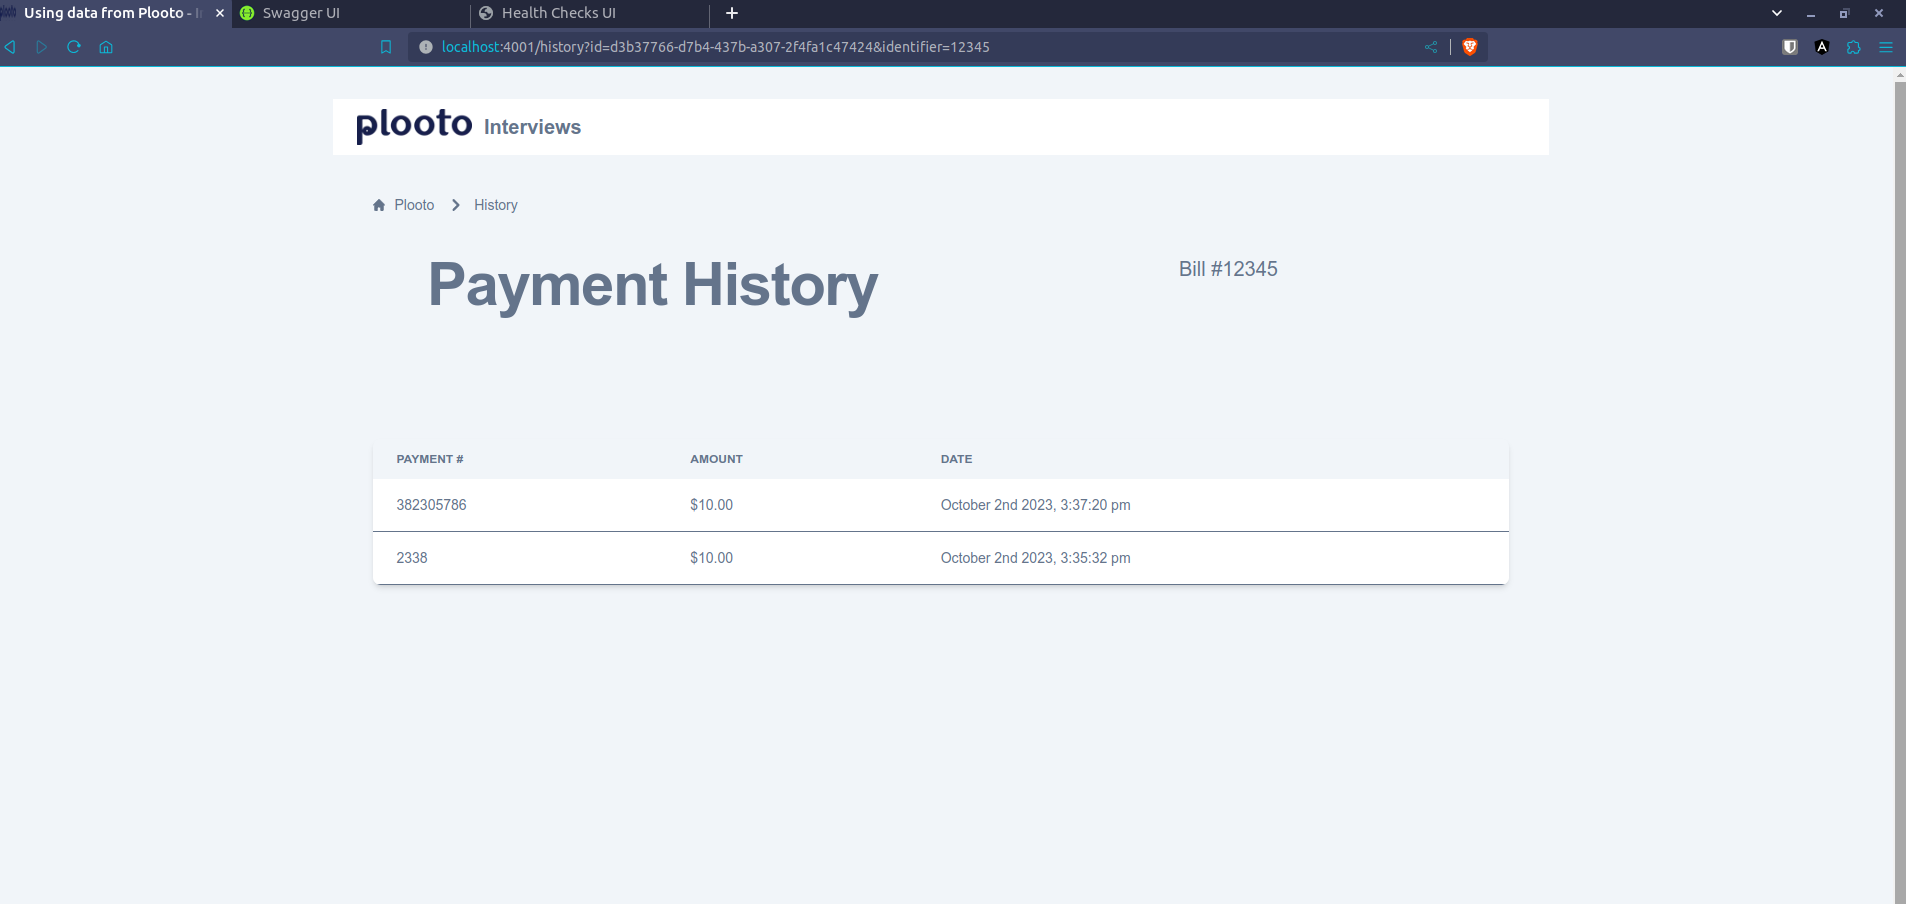 Using data from Plooto - I
Swagger UI
Health Checks UI
localhost:4001/history?id=d3b37766-d7b4-437b-a307-2f4fa1c47424&identifier=12345
plooto Interviews
Plooto > History
Payment History
Bill #12345
PAYMENT # AMOUNT DATE
382305786 $10.00 October 2nd 2023, 3:37:20 pm
2338 $10.00 October 2nd 2023, 3:35:32 pm